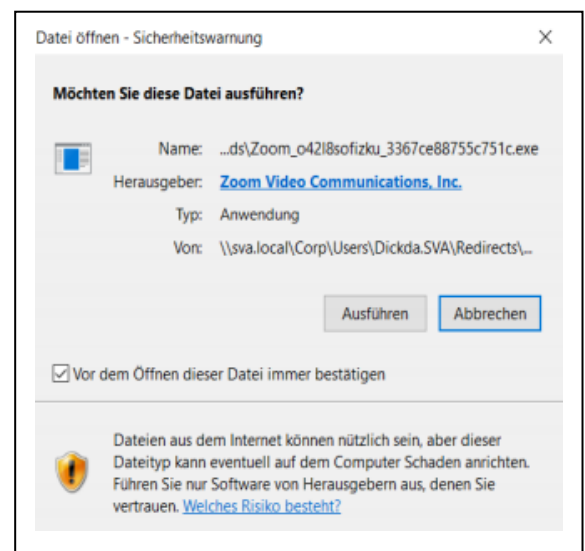 Datei öffnen - Sicherheitswarnung
Möchten Sie diese Datei ausführen?
Name: ...ds\Zoom_o42l8sofizku_3367ce88755c751c.exe
Herausgeber: Zoom Video Communications, Inc.
Typ: Anwendung
Von: \\sva.local\Corp\Users\Dickda.SVA\Redirects\...
Ausführen Abbrechen
Vor dem Öffnen dieser Datei immer bestätigen
Dateien aus dem Internet können nützlich sein, aber dieser
Dateityp kann eventuell auf dem Computer Schaden anrichten.
Führen Sie nur Software von Herausgebern aus, denen Sie
vertrauen. Welches Risiko besteht?